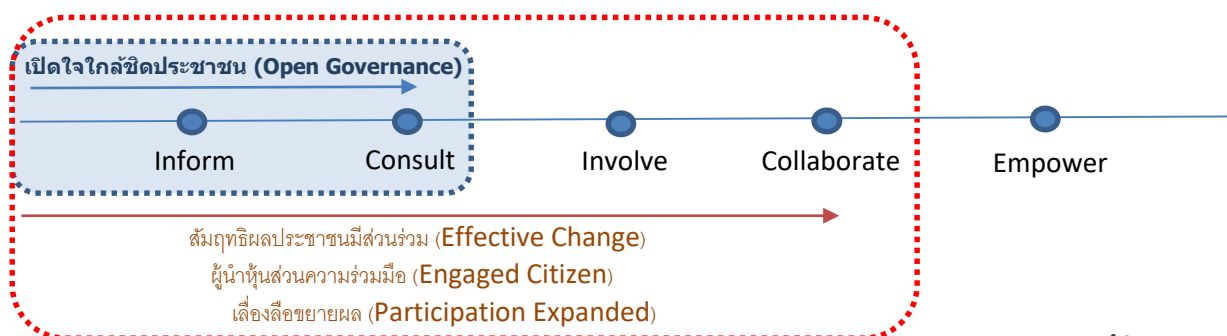 เปิดใจใกล้ชิดประชาชน (Open Governance)
Inform Consult Involve Collaborate Empower
สัมฤทธิผลประชาชนมีส่วนร่วม (Effective Change)
ผู้นำหุ้นส่วนความร่วมมือ (Engaged Citizen)
เลื่องลือขยายผล (Participation Expanded)